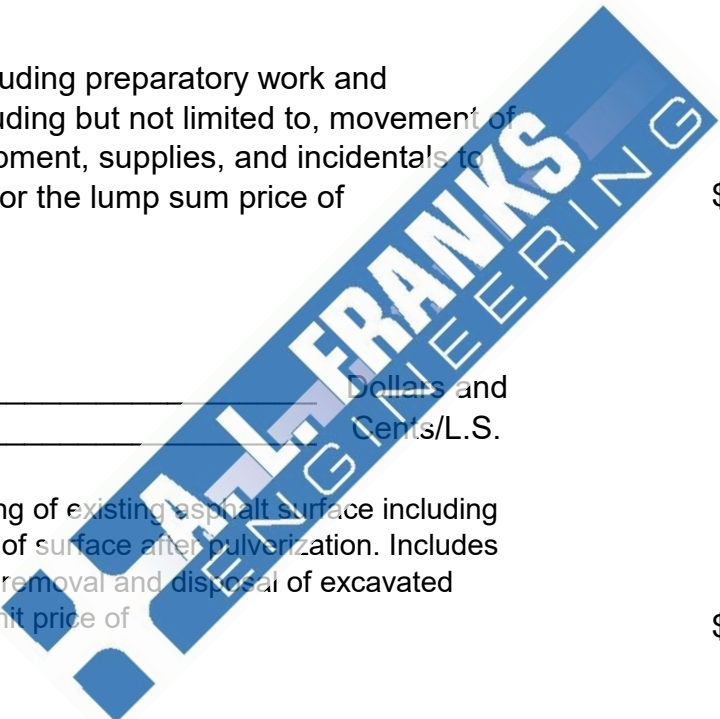 uding preparatory work and
uding but not limited to, movement of
pment, supplies, and incidentals to
or the lump sum price of
$
A.L. FRANKS
ENGINEERING
Dollars and
Cents/L.S.
ng of existing asphalt surface including
of surface after pulverization. Includes
removal and disposal of excavated
nit price of
$